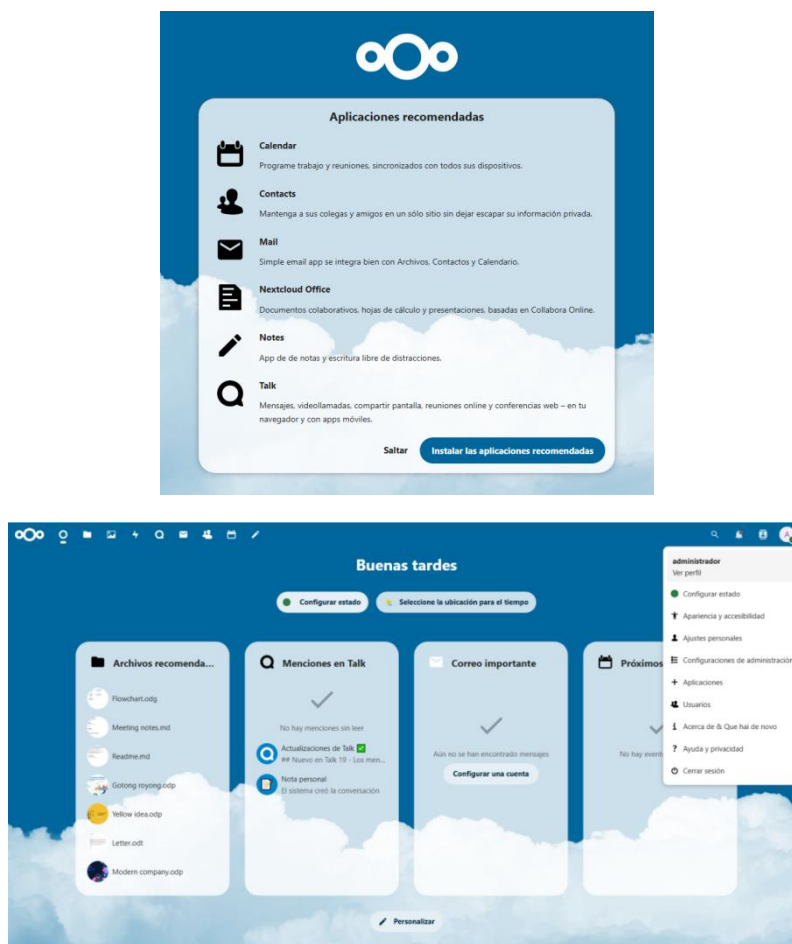 Aplicaciones recomendadas
Calendar
Programe trabajo y reuniones, sincronizados con todos sus dispositivos.
Contacts
Mantenga a sus colegas y amigos en un sólo sitio sin dejar escapar su información privada.
Mail
Simple email app se integra bien con Archivos, Contactos y Calendario.
Nextcloud Office
Documentos colaborativos, hojas de cálculo y presentaciones, basadas en Collabora Online.
Notes
App de de notas y escritura libre de distracciones.
Talk
Mensajes, videollamadas, compartir pantalla, reuniones online y conferencias web – en tu
navegador y con apps móviles.
Saltar
Instalar las aplicaciones recomendadas
A
Buenas tardes
Configurar estado
Seleccione la ubicación para el tiempo
Archivos recomenda...
Flowchart.odg
Meeting notes.md
Readme.md
Gotong royong.odp
Yellow idea.odp
Letter.odt
Modern company.odp
Menciones en Talk
No hay menciones sin leer
Actualizaciones de Talk ✅
## Nuevo en Talk 19 - Los men...
Nota personal
El sistema creó la conversación
Correo importante
Aún no se han encontrado mensajes
Configurar una cuenta
Próximos
No hay event
administrador
Ver perfil
Configurar estado
Apariencia y accesibilidad
Ajustes personales
Configuraciones de administración
Aplicaciones
Usuarios
Acerca de & Que hai de novo
Ayuda y privacidad
Cerrar sesión
Personalizar